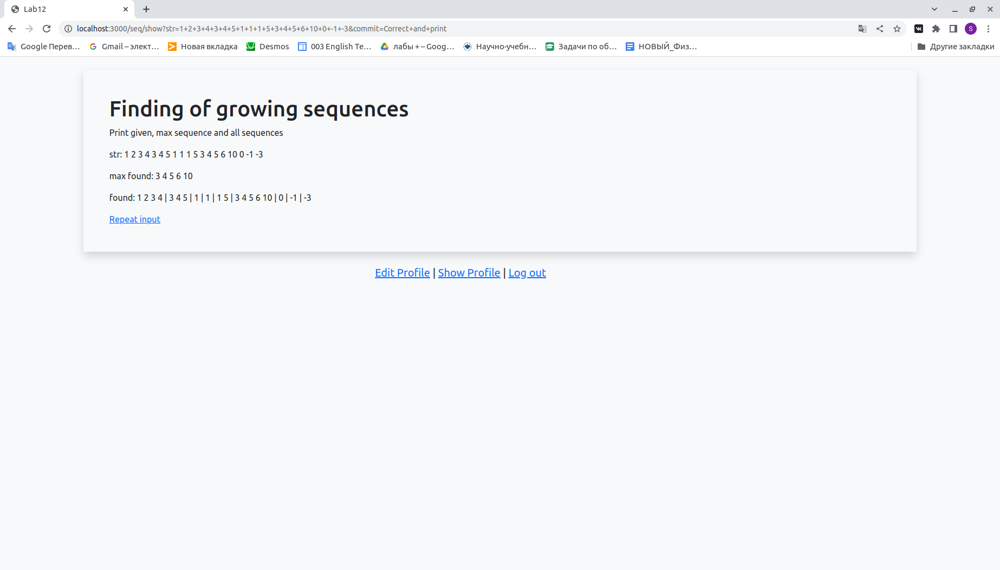 Lab12
localhost:3000/seq/show?str=1+2+3+4+3+4+5+1+1+1+5+3+4+5+6+10+0+-1+-3&commit=Correct+and+print
S
Google Перев… Gmail – элект… Новая вкладка Desmos 003 English Te… лабы + – Goog… Научно-учебн… Задачи по об… НОВЫЙ_Физ… Другие закладки
Finding of growing sequences
Print given, max sequence and all sequences
str: 1 2 3 4 3 4 5 1 1 1 5 3 4 5 6 10 0 -1 -3
max found: 3 4 5 6 10
found: 1 2 3 4 | 3 4 5 | 1 | 1 | 1 5 | 3 4 5 6 10 | 0 | -1 | -3
Repeat input
Edit Profile | Show Profile | Log out